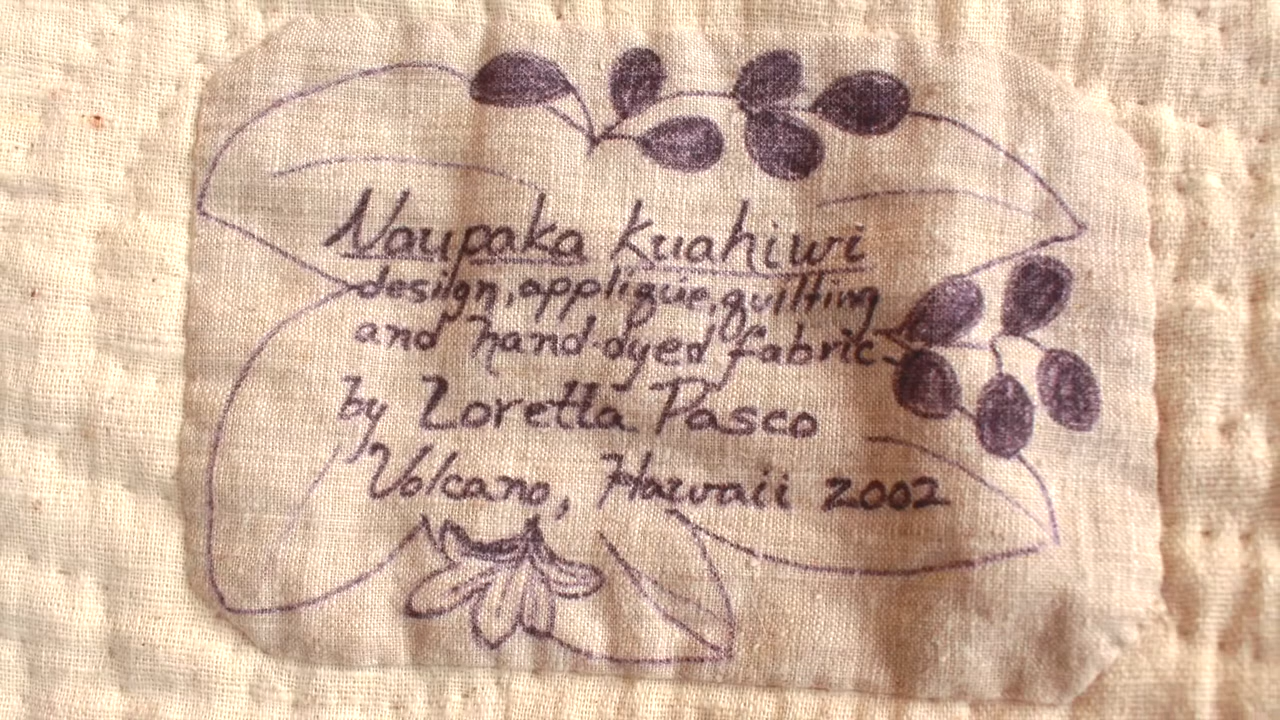 Naupaka Kuahiwi
design, applique, quilting
and hand-dyed fabric
by Loretta Pasco
Volcano, Hawaii 2002